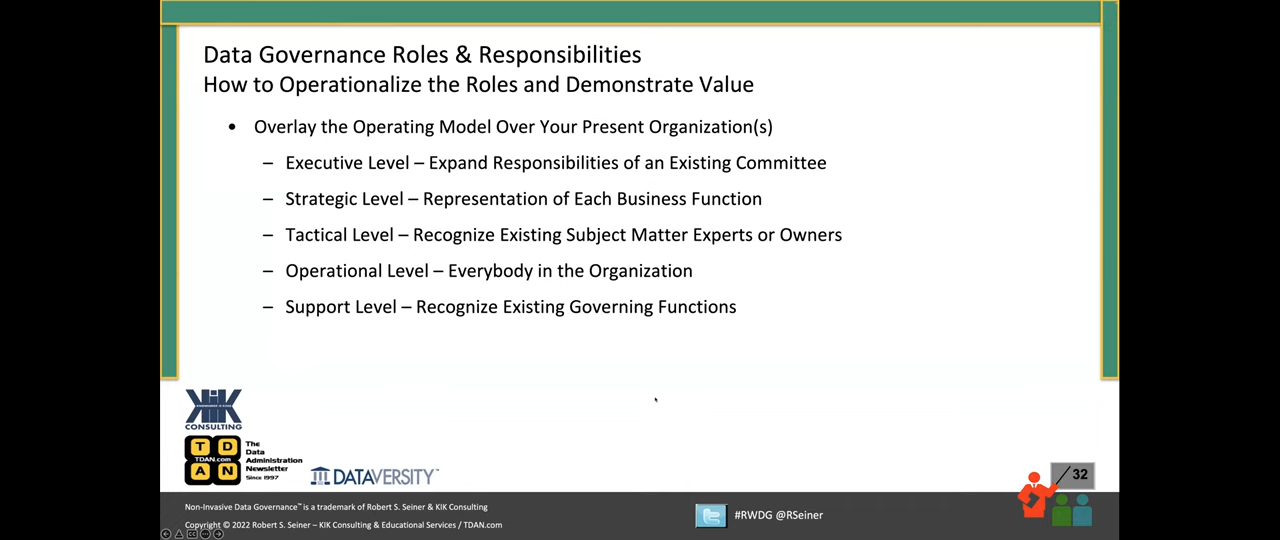 Data Governance Roles & Responsibilities
How to Operationalize the Roles and Demonstrate Value
• Overlay the Operating Model Over Your Present Organization(s)
– Executive Level – Expand Responsibilities of an Existing Committee
– Strategic Level – Representation of Each Business Function
– Tactical Level – Recognize Existing Subject Matter Experts or Owners
– Operational Level – Everybody in the Organization
– Support Level – Recognize Existing Governing Functions
KIK
CONSULTING
T D
TDAN.com
A N
The
Data
Administration
Newsletter
Since 1997
DATAVERSITY™
32
Non-Invasive Data Governance™ is a trademark of Robert S. Seiner & KIK Consulting
Copyright © 2022 Robert S. Seiner – KIK Consulting & Educational Services / TDAN.com
#RWDG @RSeiner